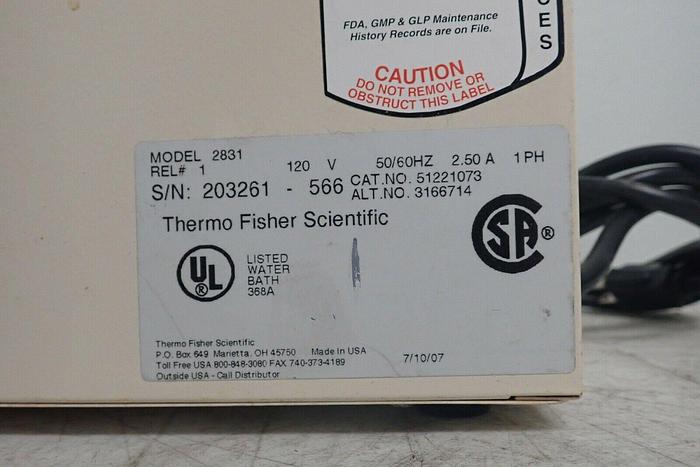 FDA, GMP & GLP Maintenance
History Records are on File.
CES
CAUTION
DO NOT REMOVE OR
OBSTRUCT THIS LABEL
MODEL 2831
REL# 1 120 V 50/60HZ 2.50 A 1 PH
S/N: 203261 - 566 CAT.NO. 51221073
ALT.NO. 3166714
Thermo Fisher Scientific
UL ®
LISTED
WATER
BATH
368A
SA ®
Thermo Fisher Scientific
P.O. Box 649 Marietta, OH 45750 Made In USA
Toll Free USA 800-848-3080 FAX 740-373-4189
Outside USA - Call Distributor
7/10/07